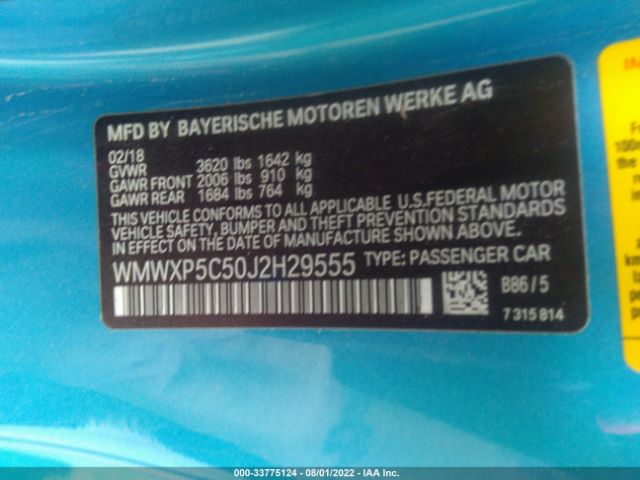 MFD BY BAYERISCHE MOTOREN WERKE AG
02/18
GVWR 3620 lbs 1642 kg
GAWR FRONT 2006 lbs 910 kg
GAWR REAR 1684 lbs 764 kg
THIS VEHICLE CONFORMS TO ALL APPLICABLE U.S.FEDERAL MOTOR
VEHICLE SAFETY, BUMPER AND THEFT PREVENTION STANDARDS
IN EFFECT ON THE DATE OF MANUFACTURE SHOWN ABOVE.
WMWXP5C50J2H29555 TYPE: PASSENGER CAR
B86/5
7315814
000-33775124 - 08/01/2022 - IAA Inc.